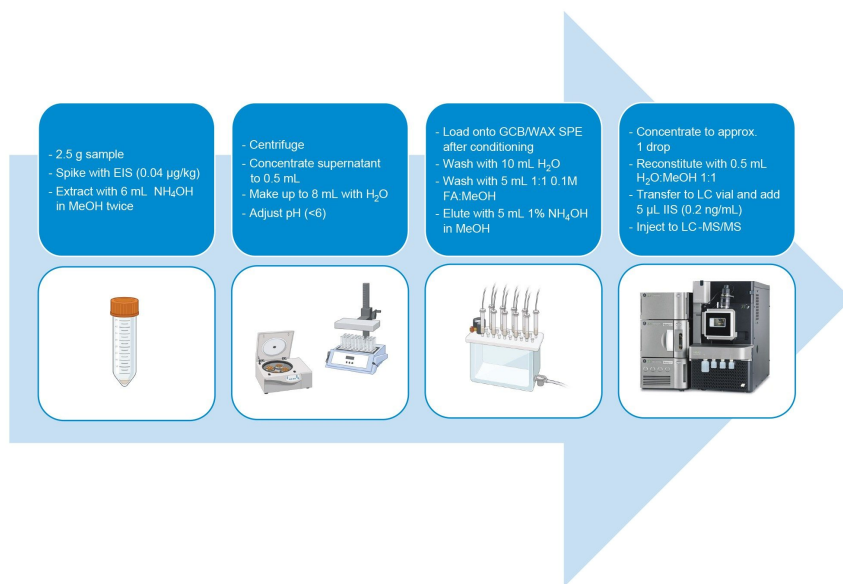 - 2.5 g sample
- Spike with EIS (0.04 µg/kg)
- Extract with 6 mL NH₄OH
in MeOH twice
- Centrifuge
- Concentrate supernatant
to 0.5 mL
- Make up to 8 mL with H₂O
- Adjust pH (<6)
- Load onto GCB/WAX SPE
after conditioning
- Wash with 10 mL H₂O
- Wash with 5 mL 1:1 0.1M
FA:MeOH
- Elute with 5 mL 1% NH₄OH
in MeOH
- Concentrate to approx.
1 drop
- Reconstitute with 0.5 mL
H₂O:MeOH 1:1
- Transfer to LC vial and add
5 µL IIS (0.2 ng/mL)
- Inject to LC-MS/MS